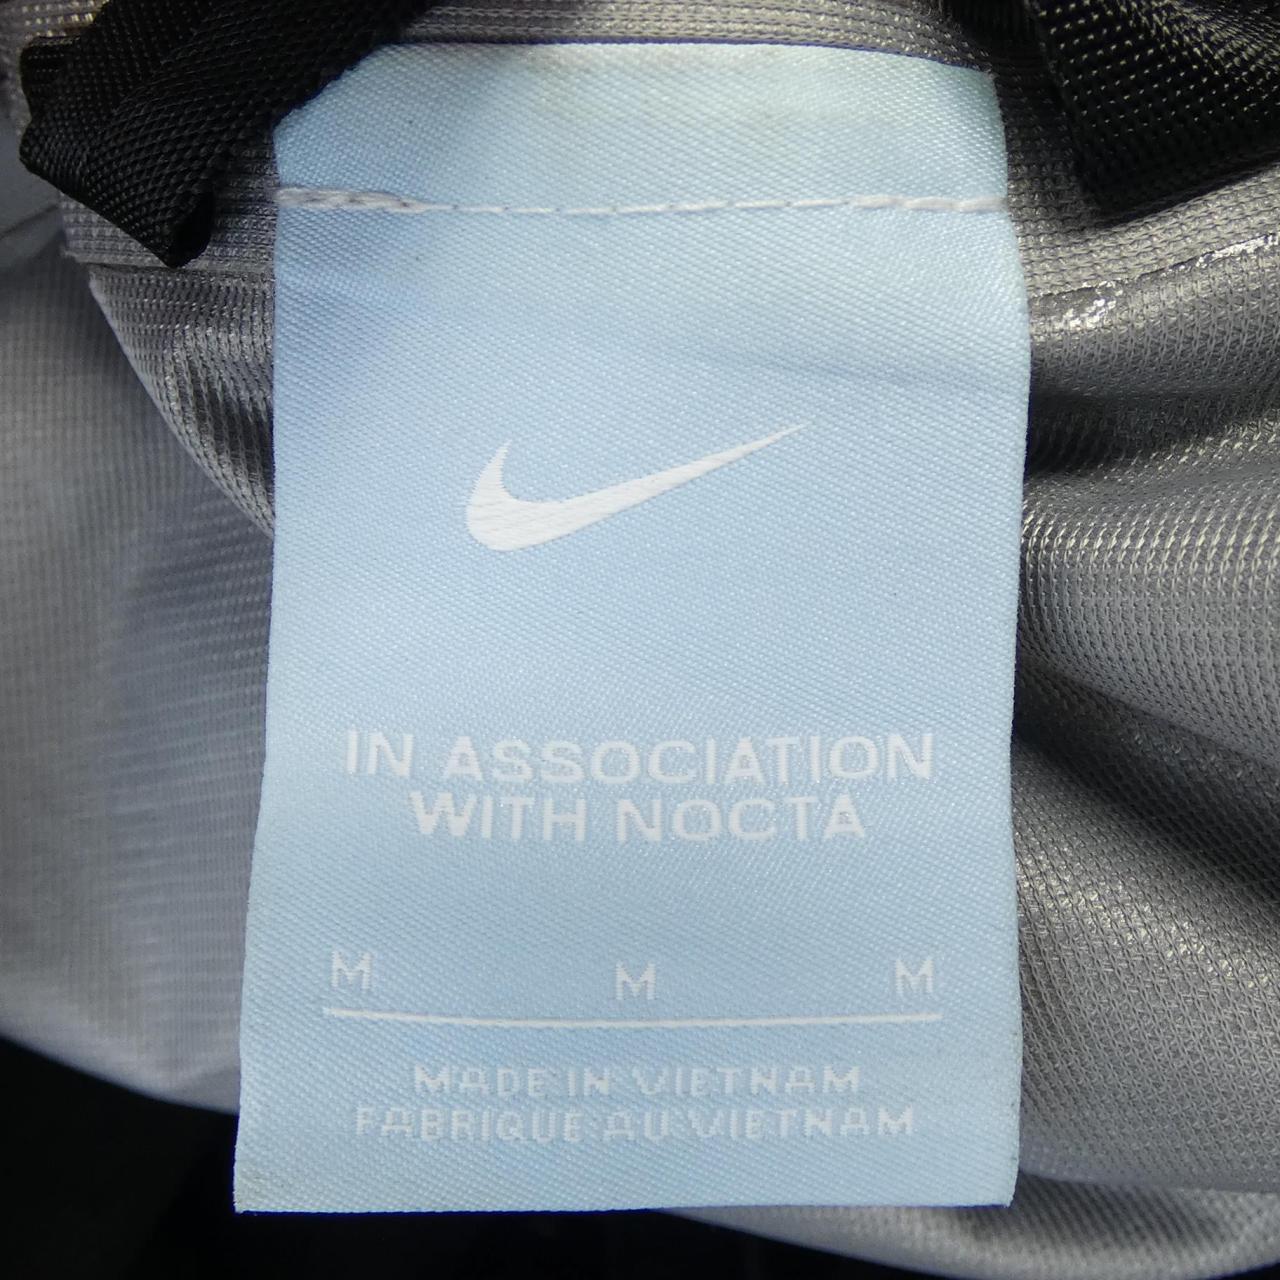 IN ASSOCIATION
WITH NOCTA
M M M
MADE IN VIETNAM
FABRIQUE AU VIETNAM